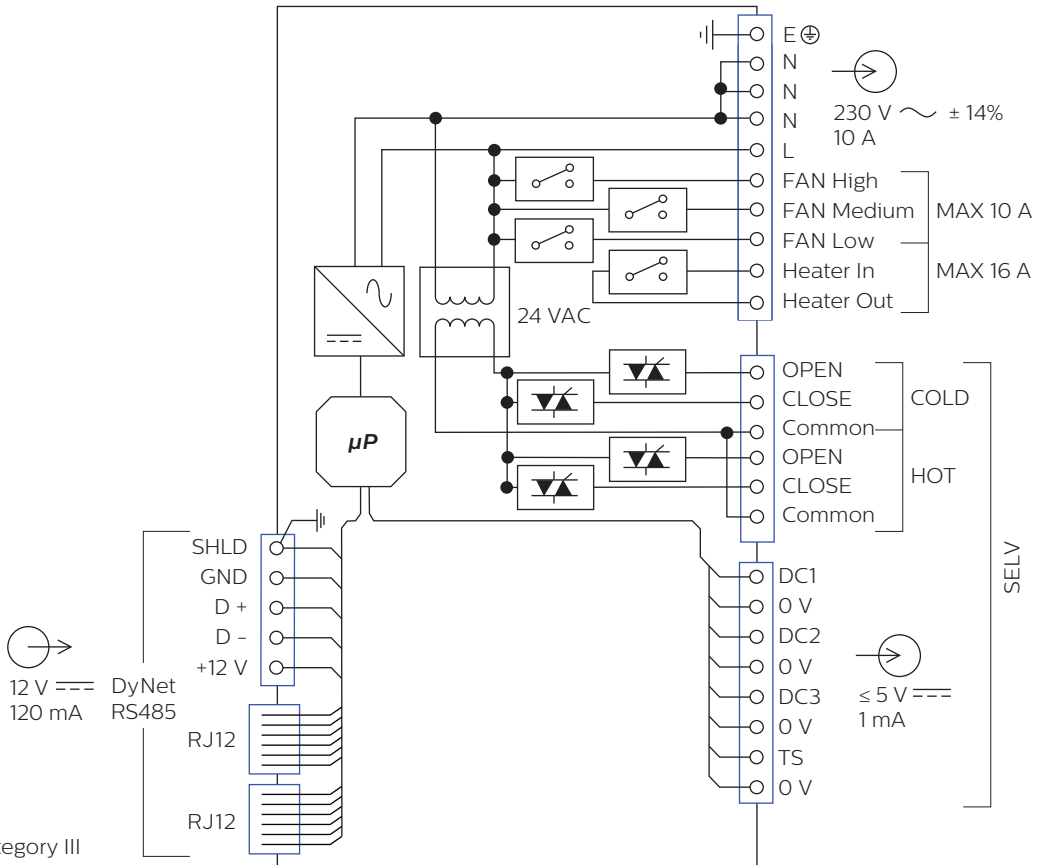 E
N
N
N
L
FAN High
FAN Medium
FAN Low
Heater In
Heater Out
230 V ~ ± 14%
10 A
MAX 10 A
MAX 16 A
24 VAC
µP
OPEN
CLOSE
Common
OPEN
CLOSE
Common
COLD
HOT
SELV
SHLD
GND
D +
D -
+12 V
12 V
120 mA
DyNet
RS485
RJ12
RJ12
DC1
0 V
DC2
0 V
DC3
0 V
TS
0 V
≤ 5 V
1 mA
tegory III